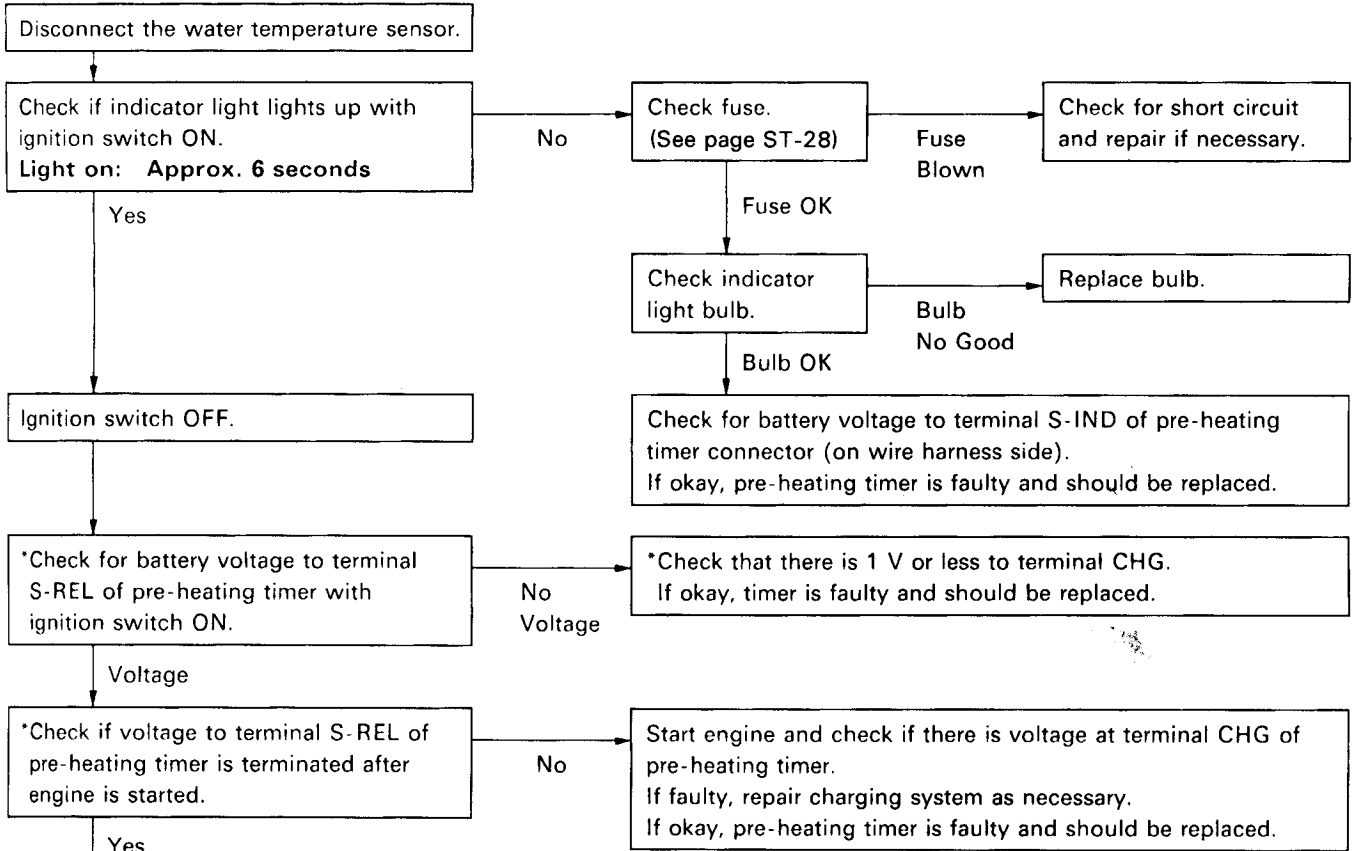 Disconnect the water temperature sensor.
Check if indicator light lights up with
ignition switch ON.
Light on: Approx. 6 seconds
No
Check fuse.
(See page ST-28)
Fuse
Blown
Check for short circuit
and repair if necessary.
Yes
Fuse OK
Check indicator
light bulb.
Bulb
No Good
Replace bulb.
Bulb OK
Ignition switch OFF.
Check for battery voltage to terminal S-IND of pre-heating
timer connector (on wire harness side).
If okay, pre-heating timer is faulty and should be replaced.
*Check for battery voltage to terminal
S-REL of pre-heating timer with
ignition switch ON.
No
Voltage
*Check that there is 1 V or less to terminal CHG.
If okay, timer is faulty and should be replaced.
Voltage
*Check if voltage to terminal S-REL of
pre-heating timer is terminated after
engine is started.
No
Start engine and check if there is voltage at terminal CHG of
pre-heating timer.
If faulty, repair charging system as necessary.
If okay, pre-heating timer is faulty and should be replaced.
Yes